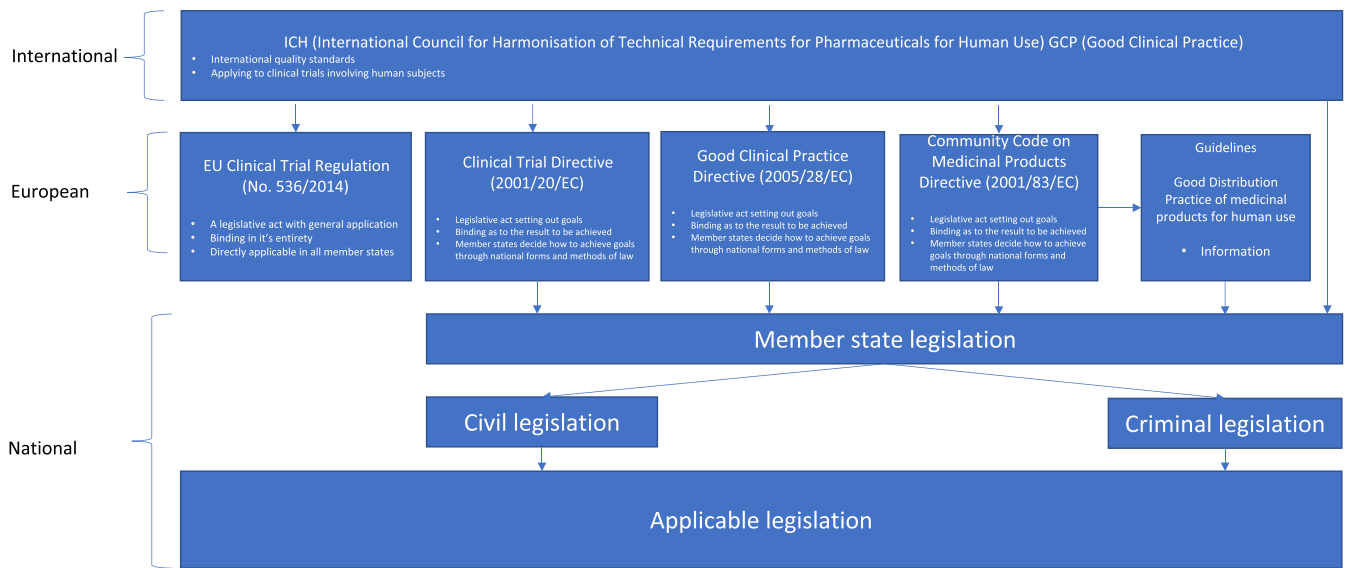 International
ICH (International Council for Harmonisation of Technical Requirements for Pharmaceuticals for Human Use) GCP (Good Clinical Practice)
• International quality standards
• Applying to clinical trials involving human subjects
European
EU Clinical Trial Regulation
(No. 536/2014)
• A legislative act with general application
• Binding in it's entirety
• Directly applicable in all member states
Clinical Trial Directive
(2001/20/EC)
• Legislative act setting out goals
• Binding as to the result to be achieved
• Member states decide how to achieve goals
through national forms and methods of law
Good Clinical Practice
Directive (2005/28/EC)
• Legislative act setting out goals
• Binding as to the result to be achieved
• Member states decide how to achieve goals
through national forms and methods of law
Community Code on
Medicinal Products
Directive (2001/83/EC)
• Legislative act setting out goals
• Binding as to the result to be achieved
• Member states decide how to achieve
goals through national forms and
methods of law
Guidelines
Good Distribution
Practice of medicinal
products for human use
• Information
National
Member state legislation
Civil legislation
Criminal legislation
Applicable legislation